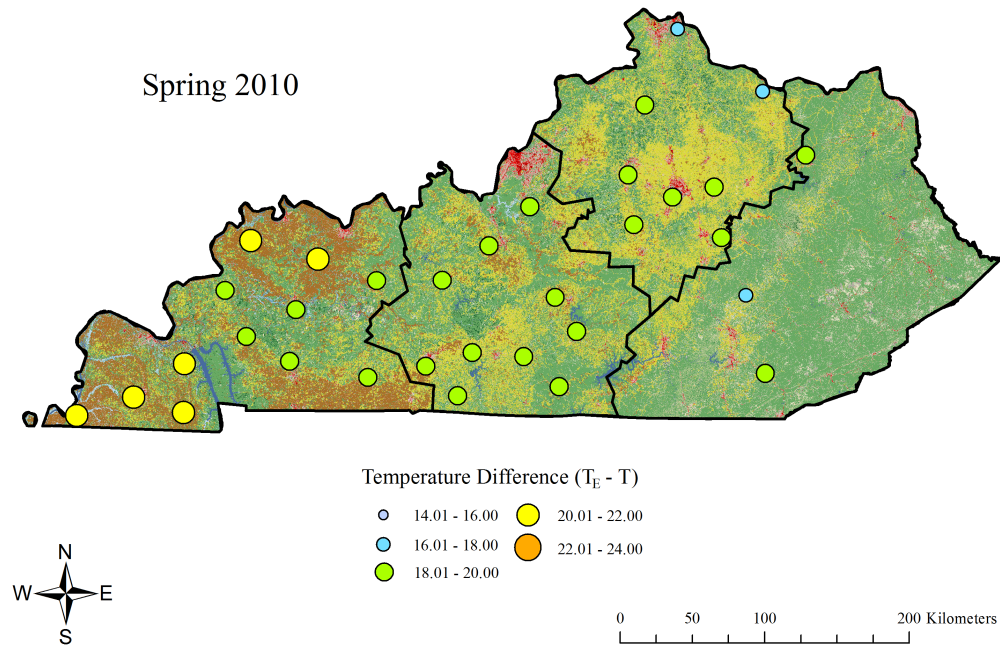 Spring 2010
Temperature Difference (TE - T)
14.01 - 16.00
16.01 - 18.00
18.01 - 20.00
20.01 - 22.00
22.01 - 24.00
N
W E
S
0 50 100 200 Kilometers